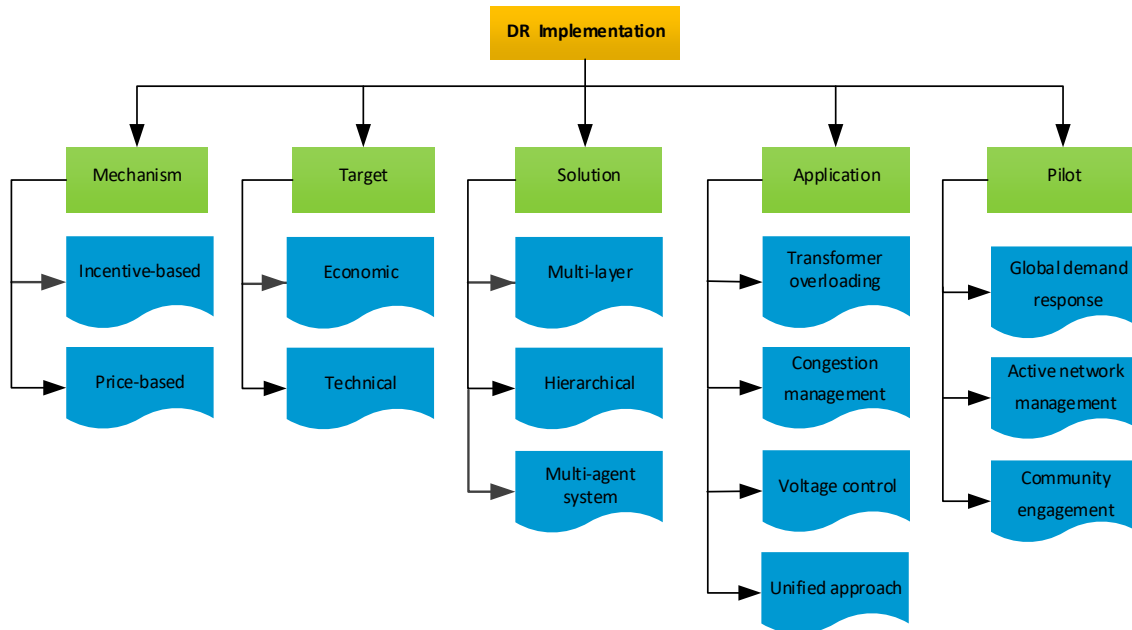 DR Implementation
Mechanism
Target
Solution
Application
Pilot
Incentive-based
Price-based
Economic
Technical
Multi-layer
Hierarchical
Multi-agent
system
Transformer
overloading
Congestion
management
Voltage control
Unified approach
Global demand
response
Active network
management
Community
engagement